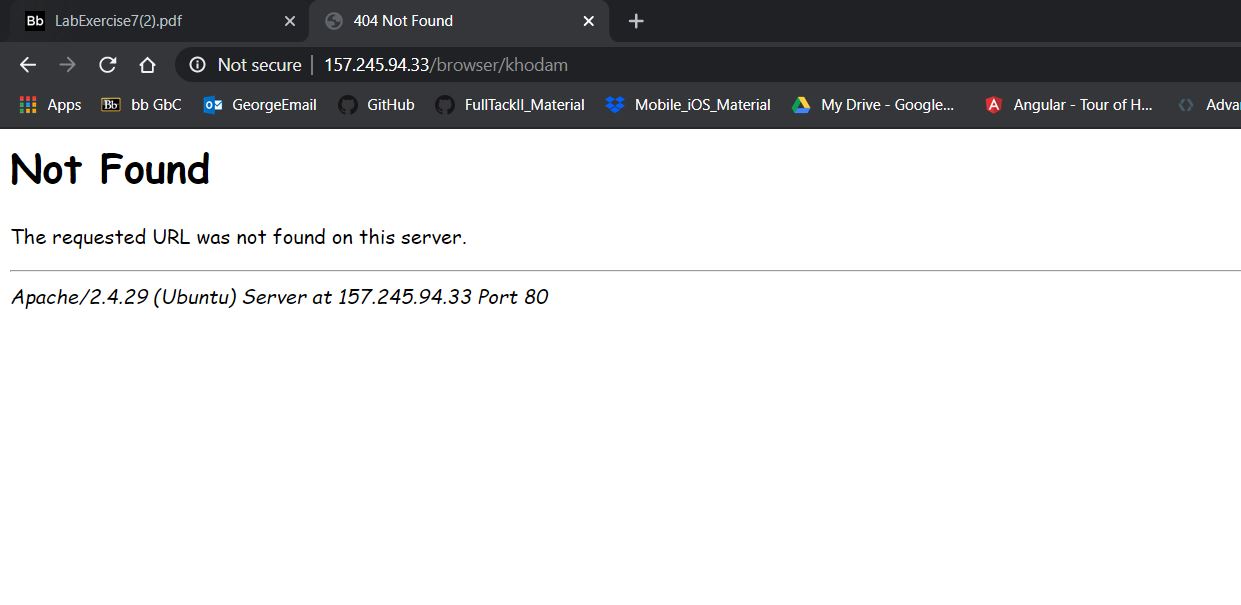 Bb LabExercise7(2).pdf 404 Not Found
Not secure 157.245.94.33/browser/khodam
Apps Bb bb GbC GeorgeEmail GitHub FullTackII_Material Mobile_iOS_Material My Drive - Google... Angular - Tour of H... Adva
Not Found
The requested URL was not found on this server.
Apache/2.4.29 (Ubuntu) Server at 157.245.94.33 Port 80